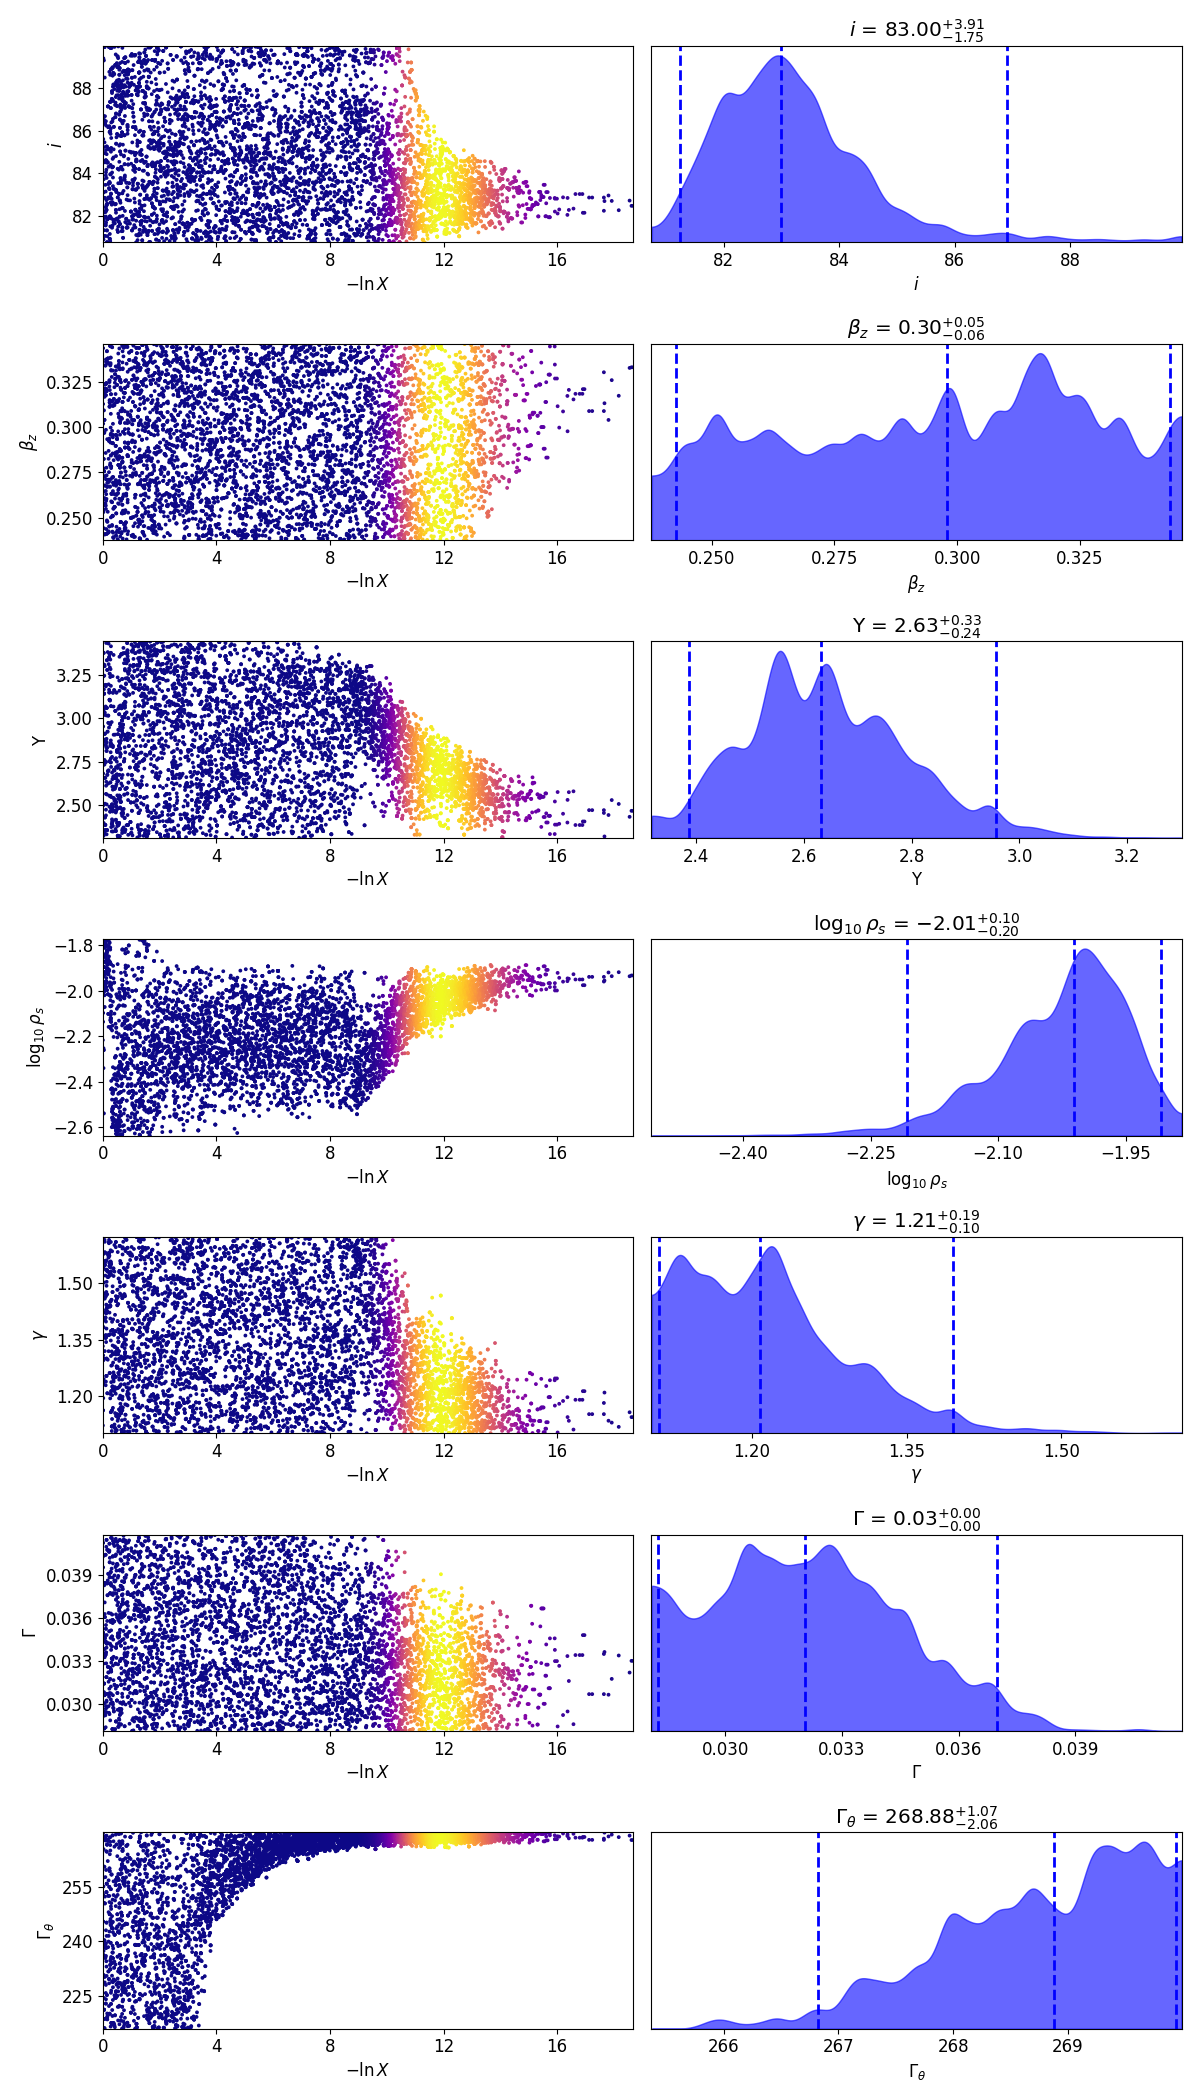 i = 83.00 +3.91 −1.75
88
86
84
82
i
0 4 8 12 16
82 84 86 88
−ln X
i
β_z = 0.30 +0.05 −0.06
0.325
0.300
0.275
0.250
β_z
0 4 8 12 16
0.250 0.275 0.300 0.325
−ln X
β_z
Υ = 2.63 +0.33 −0.24
3.25
3.00
2.75
2.50
Υ
0 4 8 12 16
2.4 2.6 2.8 3.0 3.2
−ln X
Υ
log₁₀ ρ_s = −2.01 +0.10 −0.20
−1.8
−2.0
−2.2
−2.4
−2.6
log₁₀ ρ_s
0 4 8 12 16
−2.40 −2.25 −2.10 −1.95
−ln X
log₁₀ ρ_s
γ = 1.21 +0.19 −0.10
1.50
1.35
1.20
γ
0 4 8 12 16
1.20 1.35 1.50
−ln X
γ
Γ = 0.03 +0.00 −0.00
0.039
0.036
0.033
0.030
Γ
0 4 8 12 16
0.030 0.033 0.036 0.039
−ln X
Γ
Γ_θ = 268.88 +1.07 −2.06
255
240
225
Γ_θ
0 4 8 12 16
266 267 268 269
−ln X
Γ_θ